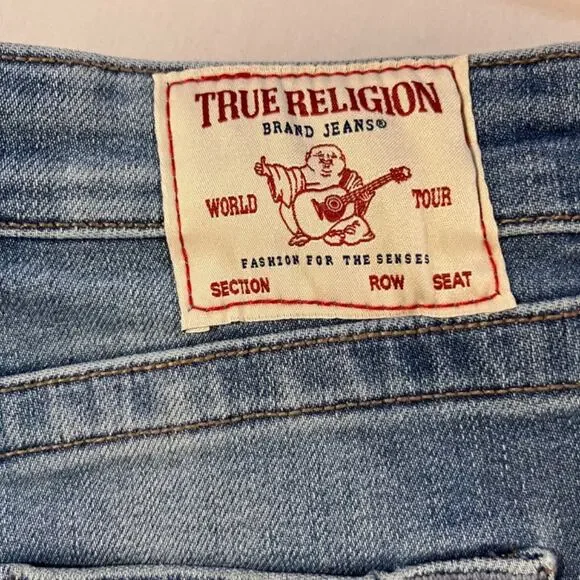 TRUE RELIGION
BRAND JEANS®
WORLD TOUR
FASHION FOR THE SENSES
SECTION ROW SEAT